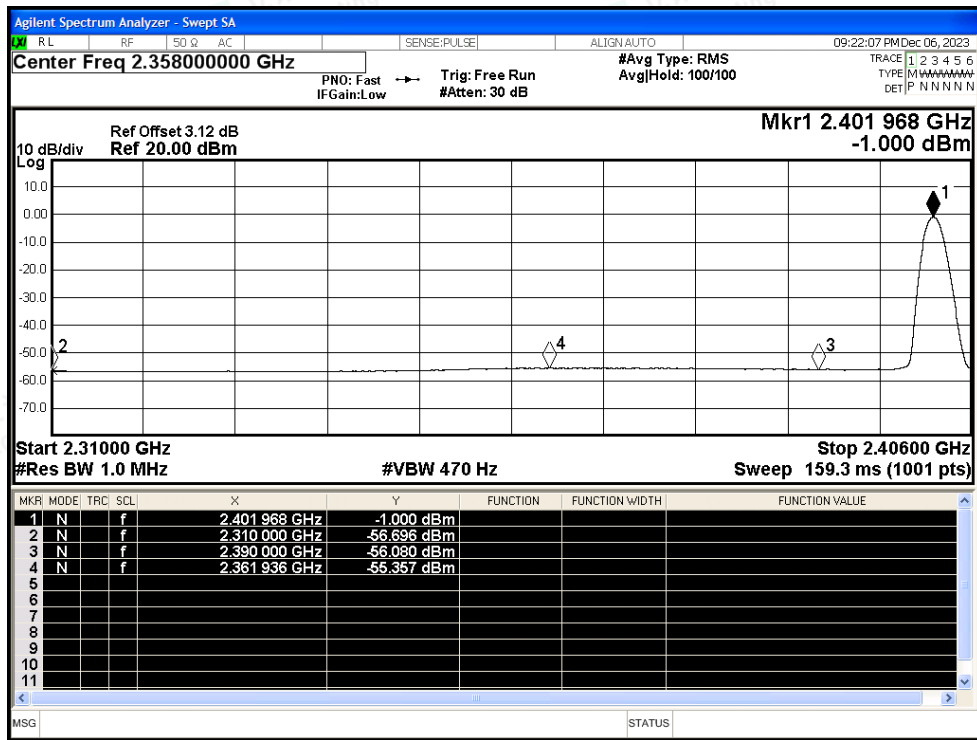 Agilent Spectrum Analyzer - Swept SA
LXI RL RF 50 Ω AC SENSE:PULSE ALIGN AUTO 09:22:07 PM Dec 06, 2023
Center Freq 2.358000000 GHz
PNO: Fast Trig: Free Run #Avg Type: RMS TRACE 1 2 3 4 5 6
IFGain:Low #Atten: 30 dB Avg|Hold: 100/100 TYPE M WWWWW
DET P N N N N N
Ref Offset 3.12 dB Mkr1 2.401 968 GHz
10 dB/div Ref 20.00 dBm -1.000 dBm
Log
10.0
1
0.00
-10.0
-20.0
-30.0
-40.0
-50.0 2 4 3
-60.0
-70.0
Start 2.31000 GHz Stop 2.40600 GHz
#Res BW 1.0 MHz #VBW 470 Hz Sweep 159.3 ms (1001 pts)
MKR MODE TRC SCL X Y FUNCTION FUNCTION WIDTH FUNCTION VALUE
1 N f 2.401 968 GHz -1.000 dBm
2 N f 2.310 000 GHz -56.696 dBm
3 N f 2.390 000 GHz -56.080 dBm
4 N f 2.361 936 GHz -55.357 dBm
5
6
7
8
9
10
11
MSG STATUS